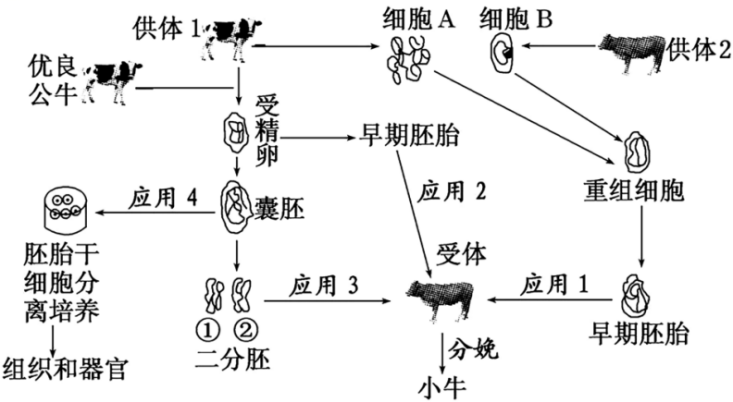 供体1
细胞A
细胞B
供体2
优良
公牛
受
精
卵
早期胚胎
重组细胞
应用4
囊胚
应用2
胚胎干
细胞分
离培养
受体
应用3
应用1
① ②
二分胚
早期胚胎
组织和器官
分娩
小牛